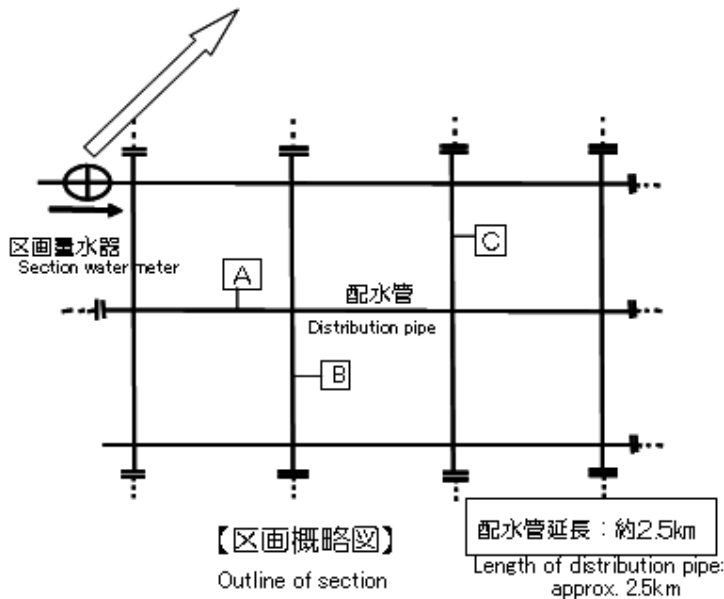 区画量水器
Section water meter
A
C
配水管
Distribution pipe
B
【区画概略図】
Outline of section
配水管延長：約2.5km
Length of distribution pipe:
approx. 2.5km